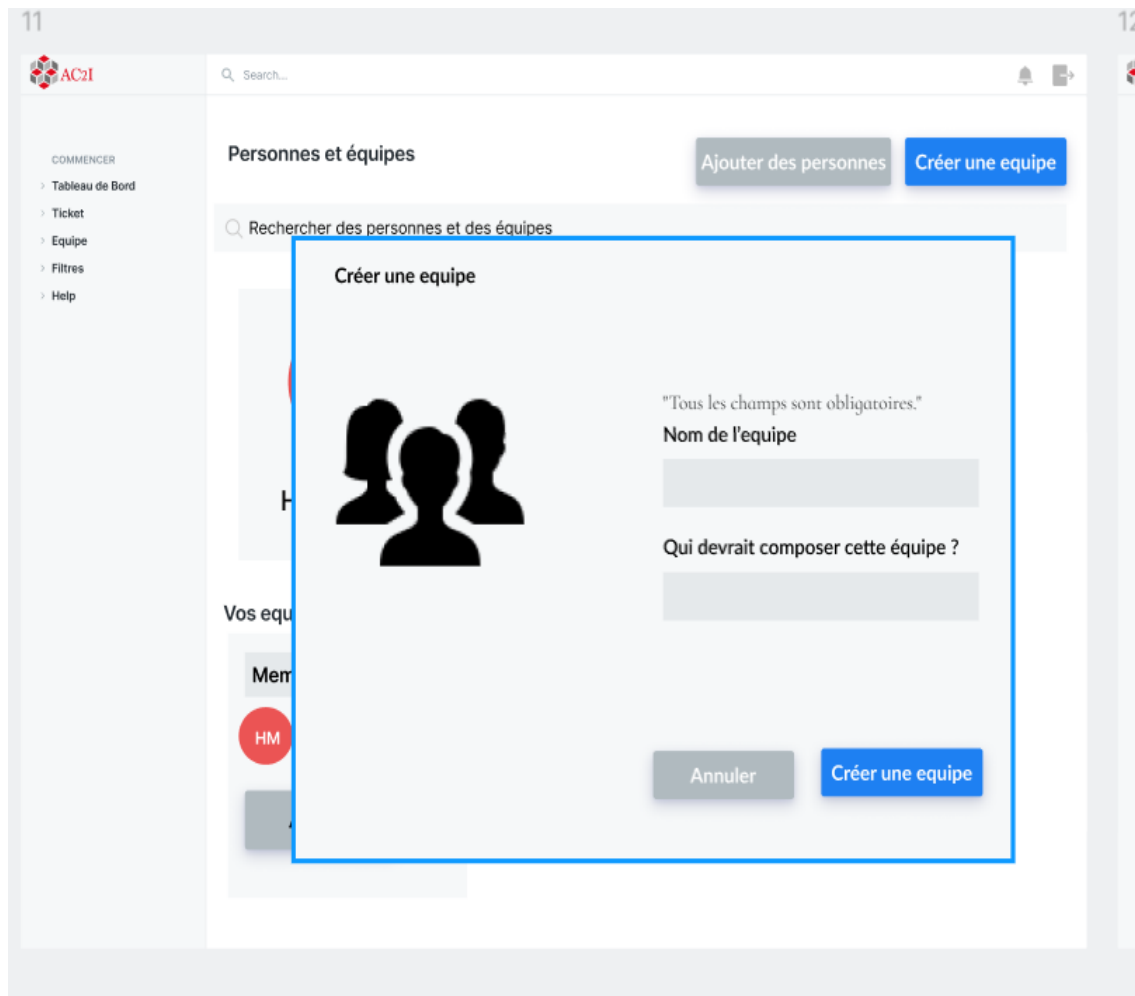 11
12
AC2I
Search...
COMMENCER
Tableau de Bord
Ticket
Equipe
Filtres
Help
Personnes et équipes
Ajouter des personnes
Créer une equipe
Rechercher des personnes et des équipes
Créer une equipe
"Tous les champs sont obligatoires."
Nom de l'equipe
Qui devrait composer cette équipe ?
Annuler
Créer une equipe
H
Vos equ
Mem
HM